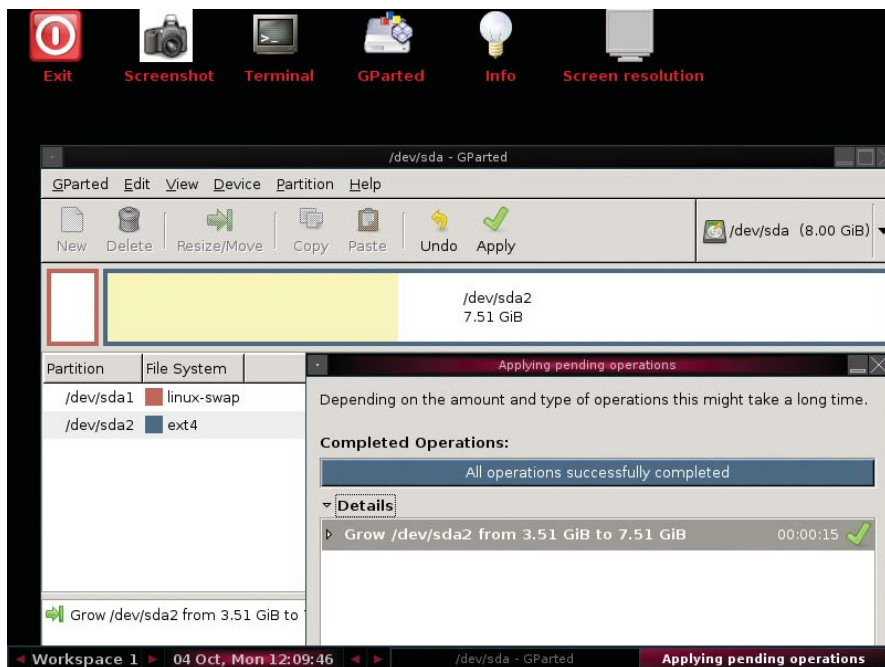 Exit Screenshot Terminal GParted Info Screen resolution
/dev/sda - GParted
GParted Edit View Device Partition Help
New Delete Resize/Move Copy Paste Undo Apply /dev/sda (8.00 GiB)
/dev/sda2
7.51 GiB
Partition File System
/dev/sda1 linux-swap
/dev/sda2 ext4
Grow /dev/sda2 from 3.51 GiB to
Applying pending operations
Depending on the amount and type of operations this might take a long time.
Completed Operations:
All operations successfully completed
Details
Grow /dev/sda2 from 3.51 GiB to 7.51 GiB 00:00:15
Workspace 1 04 Oct, Mon 12:09:46 /dev/sda - GParted Applying pending operations